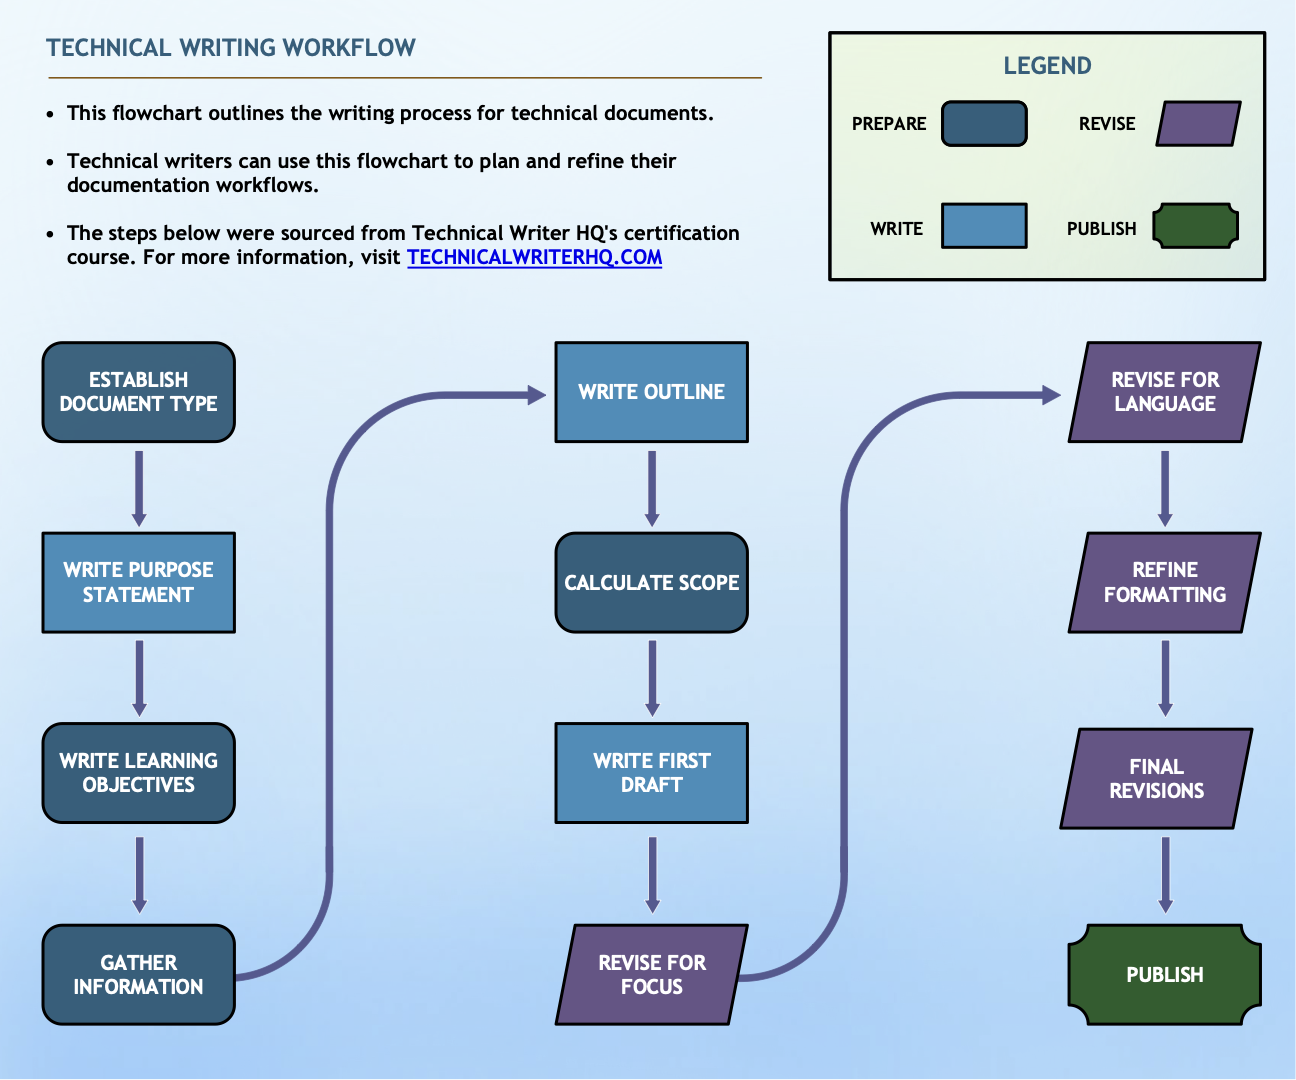 TECHNICAL WRITING WORKFLOW
• This flowchart outlines the writing process for technical documents.
• Technical writers can use this flowchart to plan and refine their
documentation workflows.
• The steps below were sourced from Technical Writer HQ's certification
course. For more information, visit TECHNICALWRITERHQ.COM
LEGEND
PREPARE
REVISE
WRITE
PUBLISH
ESTABLISH
DOCUMENT TYPE
WRITE PURPOSE
STATEMENT
WRITE LEARNING
OBJECTIVES
GATHER
INFORMATION
WRITE OUTLINE
CALCULATE SCOPE
WRITE FIRST
DRAFT
REVISE FOR
FOCUS
REVISE FOR
LANGUAGE
REFINE
FORMATTING
FINAL
REVISIONS
PUBLISH